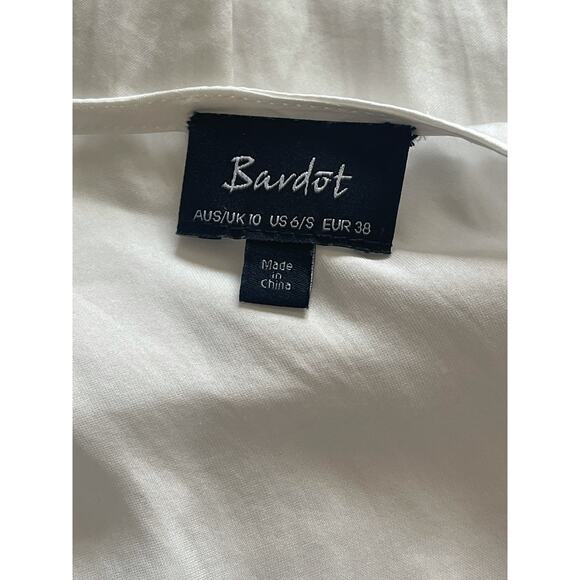 Bardot
AUS/UK 10 US 6/S EUR 38
Made
in
China